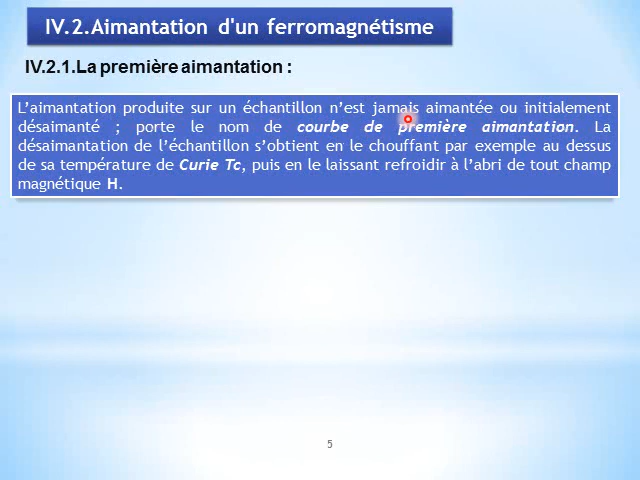 IV.2.Aimantation d'un ferromagnétisme
IV.2.1.La première aimantation :
L’aimantation produite sur un échantillon n’est jamais aimantée ou initialement
désaimanté ; porte le nom de courbe de première aimantation. La
désaimantation de l’échantillon s’obtient en le chouffant par exemple au dessus
de sa température de Curie Tc, puis en le laissant refroidir à l’abri de tout champ
magnétique H.
5